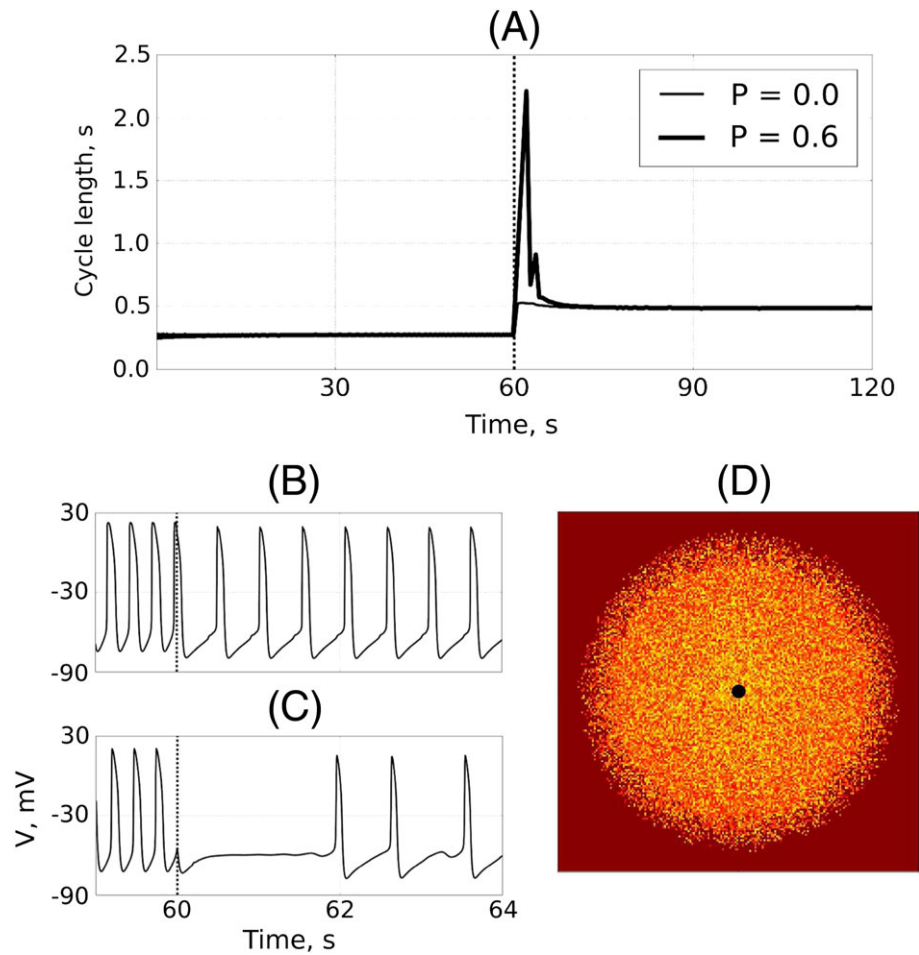 (A)
Cycle length, s
2.5
2.0
1.5
1.0
0.5
0.0
P = 0.0
P = 0.6
30 60 90 120
Time, s
(B)
30
-30
-90
(C)
V, mV
30
-30
-90
60 62 64
Time, s
(D)